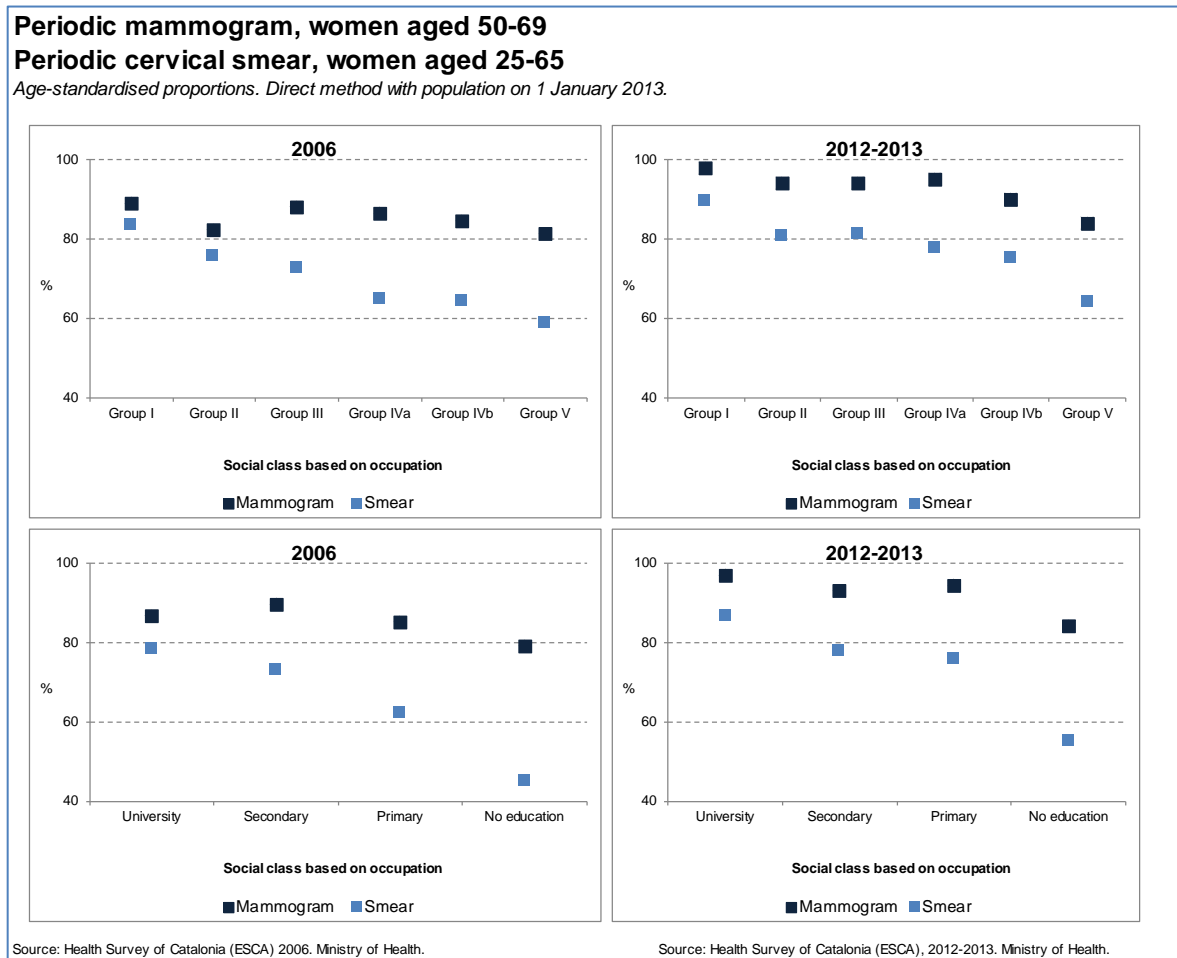 Periodic mammogram, women aged 50-69
Periodic cervical smear, women aged 25-65
Age-standardised proportions. Direct method with population on 1 January 2013.
2006
100
80
%
60
40
Group I Group II Group III Group IVa Group IVb Group V
Social class based on occupation
Mammogram Smear
2012-2013
100
80
%
60
40
Group I Group II Group III Group IVa Group IVb Group V
Social class based on occupation
Mammogram Smear
2006
100
80
%
60
40
University Secondary Primary No education
Social class based on occupation
Mammogram Smear
2012-2013
100
80
%
60
40
University Secondary Primary No education
Social class based on occupation
Mammogram Smear
Source: Health Survey of Catalonia (ESCA) 2006. Ministry of Health.
Source: Health Survey of Catalonia (ESCA), 2012-2013. Ministry of Health.